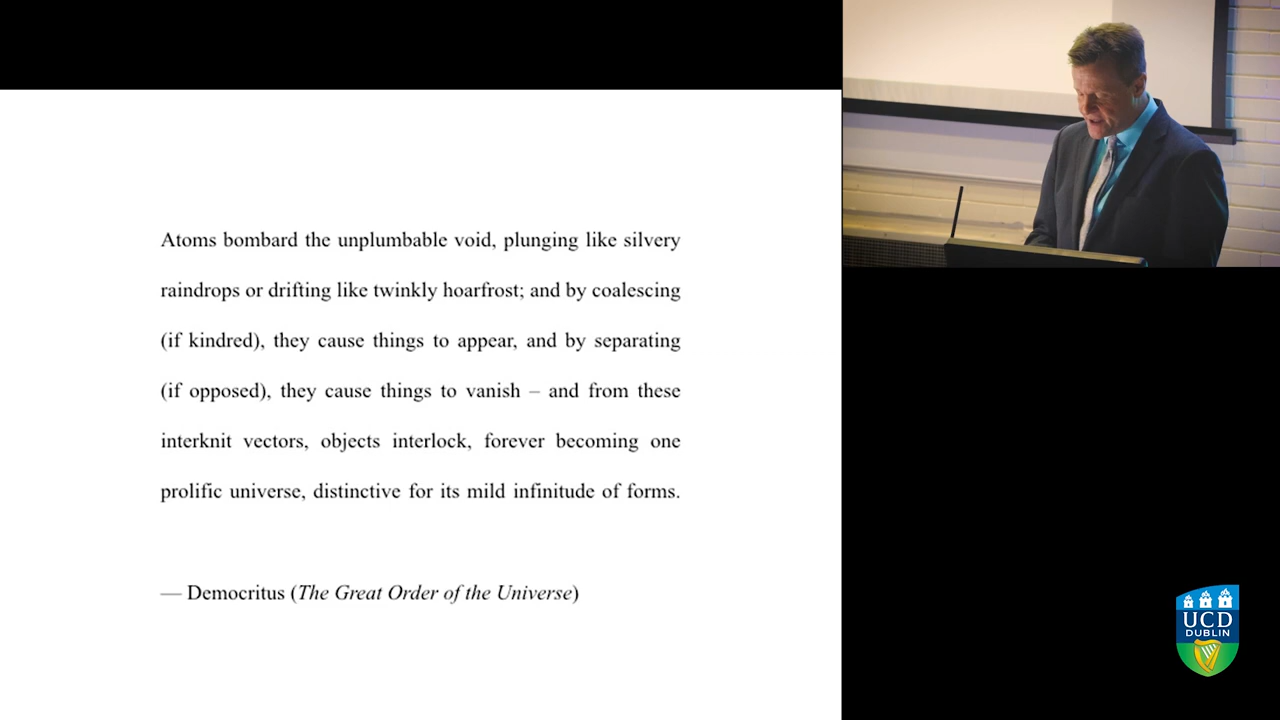 Atoms bombard the unplumbable void, plunging like silvery
raindrops or drifting like twinkly hoarfrost; and by coalescing
(if kindred), they cause things to appear, and by separating
(if opposed), they cause things to vanish – and from these
interknit vectors, objects interlock, forever becoming one
prolific universe, distinctive for its mild infinitude of forms.
— Democritus (The Great Order of the Universe)
UCD
DUBLIN